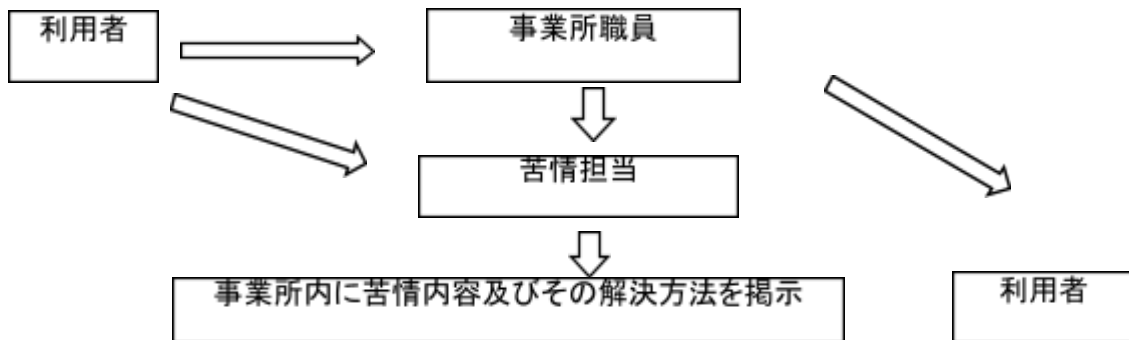 利用者
事業所職員
苦情担当
事業所内に苦情内容及びその解決方法を掲示
利用者